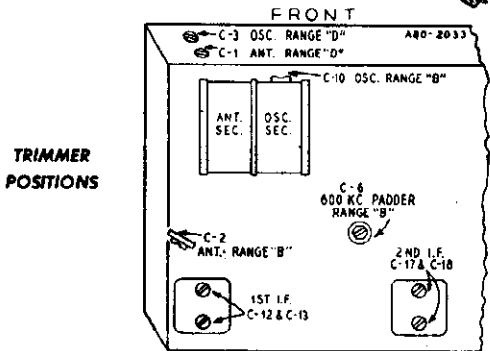 FRONT
C-3 OSC. RANGE "D"
A80-2033
C-1 ANT. RANGE "D"
C-10 OSC. RANGE "B"
ANT. SEC.
OSC. SEC.
TRIMMER
POSITIONS
C-6
600 KC PADDER
RANGE "B"
C-2
ANT. RANGE "B"
2ND I.F.
C-17 & C-18
1ST I.F.
C-12 & C-13